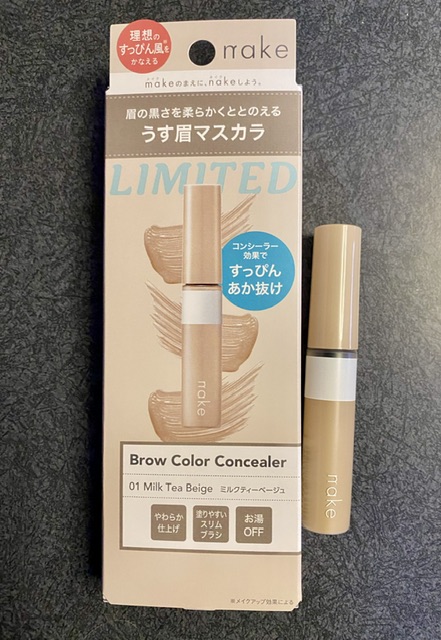 理想の
すっぴん風※を
かなえる
nake
makeのまえに、nakeしよう。
眉の黒さを柔らかくととのえる
うす眉マスカラ
LIMITED
コンシーラー
効果で
すっぴん
あか抜け
nake
Brow Color Concealer
01 Milk Tea Beige ミルクティーベージュ
やわらか
仕上げ
塗りやすい
スリム
ブラシ
お湯
OFF
※メイクアップ効果による
nake